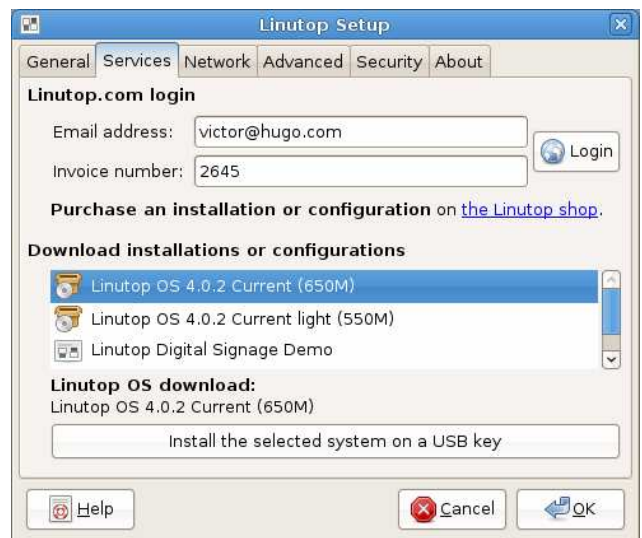 Linutop Setup
General Services Network Advanced Security About
Linutop.com login
Email address: victor@hugo.com
Login
Invoice number: 2645
Purchase an installation or configuration on the Linutop shop.
Download installations or configurations
Linutop OS 4.0.2 Current (650M)
Linutop OS 4.0.2 Current light (550M)
Linutop Digital Signage Demo
Linutop OS download:
Linutop OS 4.0.2 Current (650M)
Install the selected system on a USB key
Help Cancel OK